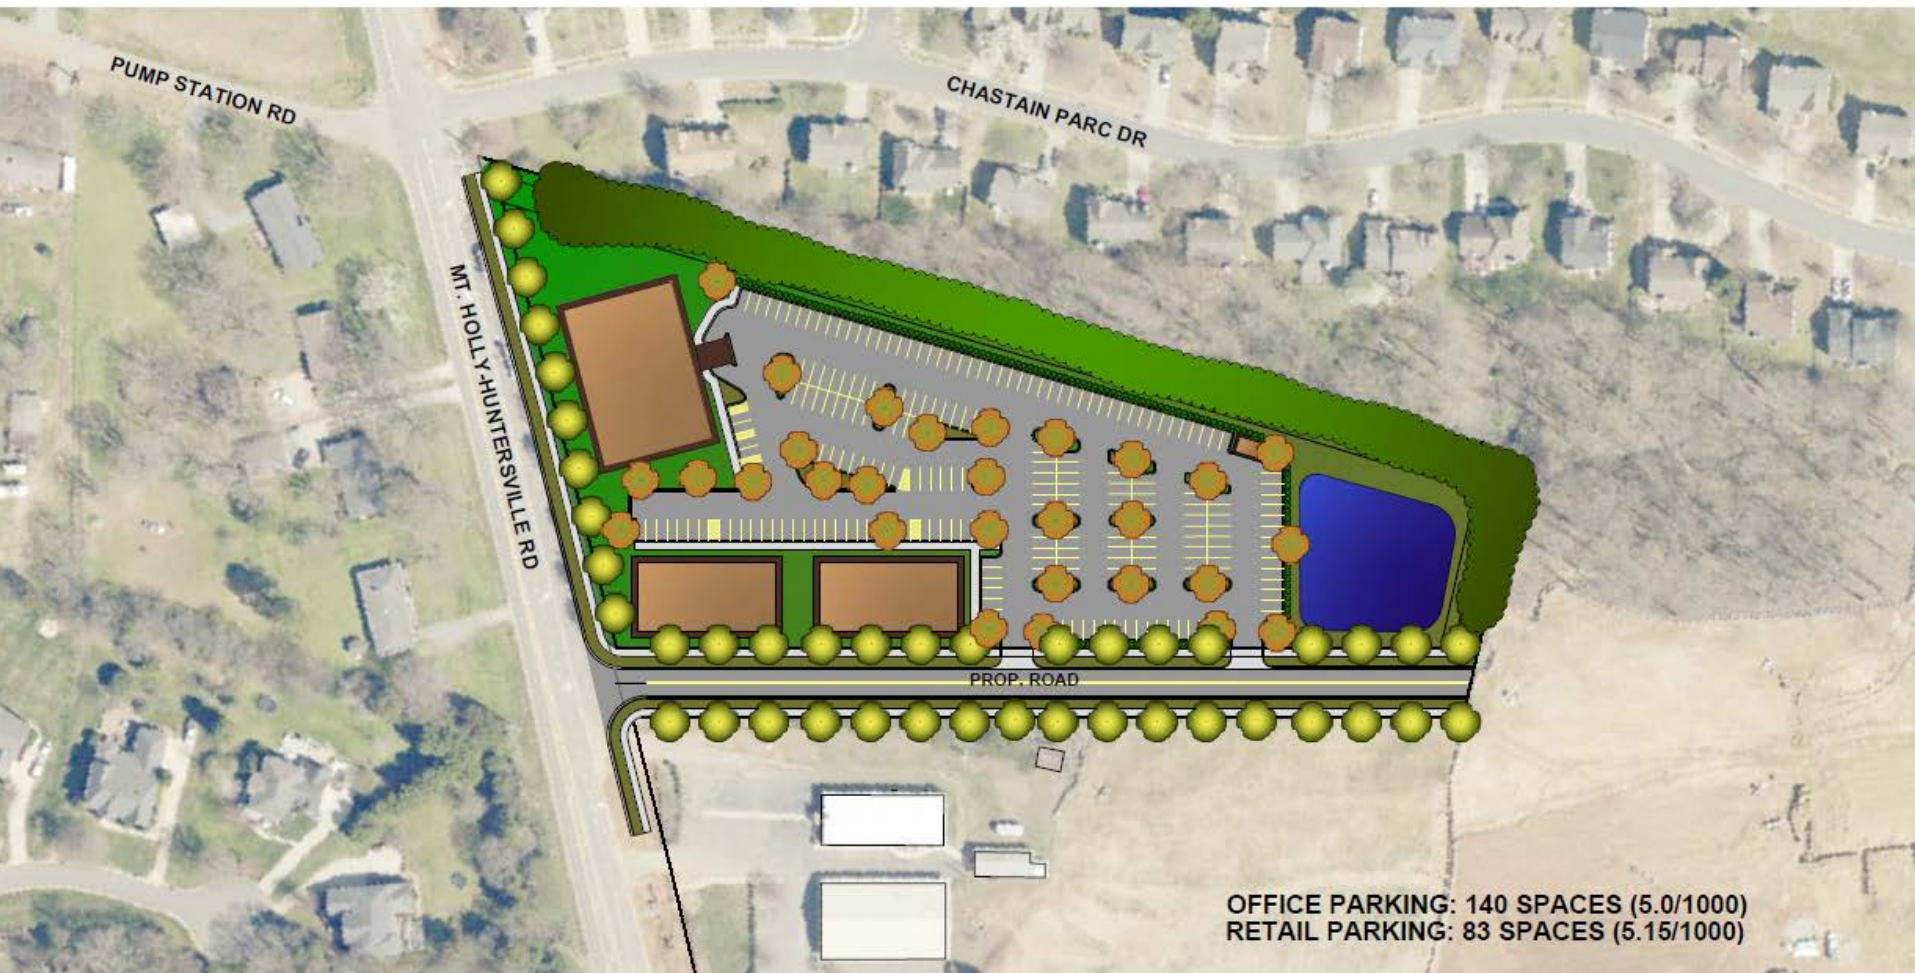 PUMP STATION RD
CHASTAIN PARC DR
MT. HOLLY-HUNTERSVILLE RD
PROP. ROAD
OFFICE PARKING: 140 SPACES (5.0/1000)
RETAIL PARKING: 83 SPACES (5.15/1000)